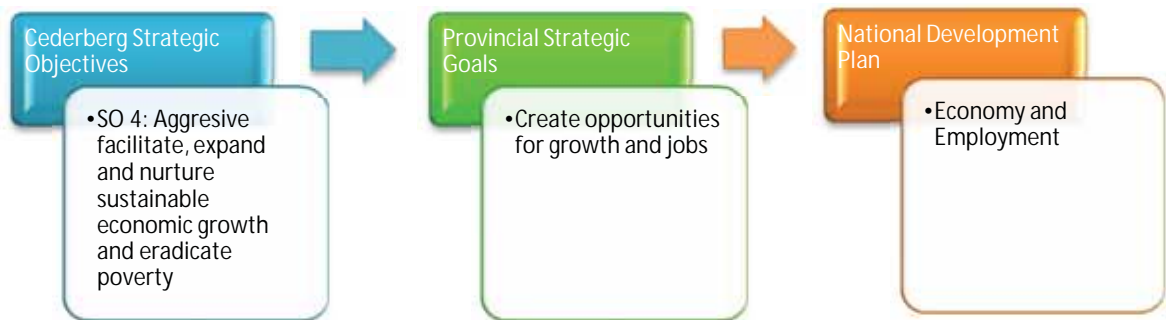 Cederberg Strategic
Objectives
•SO 4: Aggresive
facilitate, expand
and nurture
sustainable
economic growth
and eradicate
poverty
Provincial Strategic
Goals
•Create opportunities
for growth and jobs
National Development
Plan
•Economy and
Employment